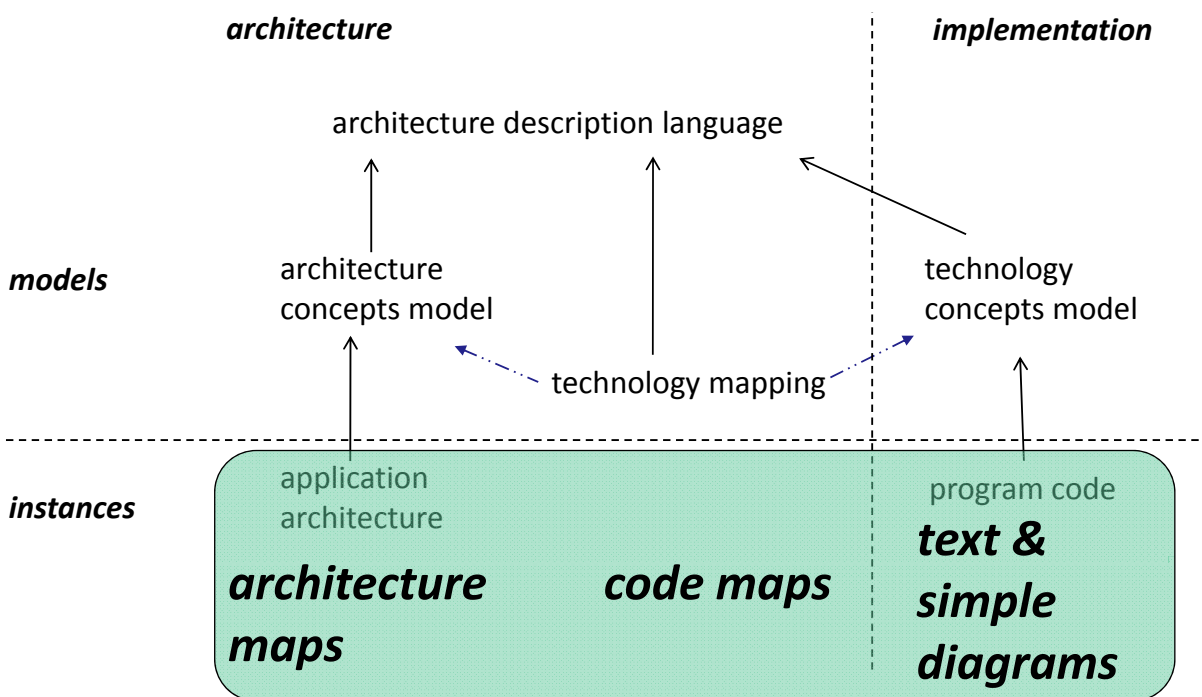 architecture
implementation
architecture description language
models
architecture
concepts model
technology
concepts model
technology mapping
instances
application
architecture
program code
architecture
maps
code maps
text &
simple
diagrams